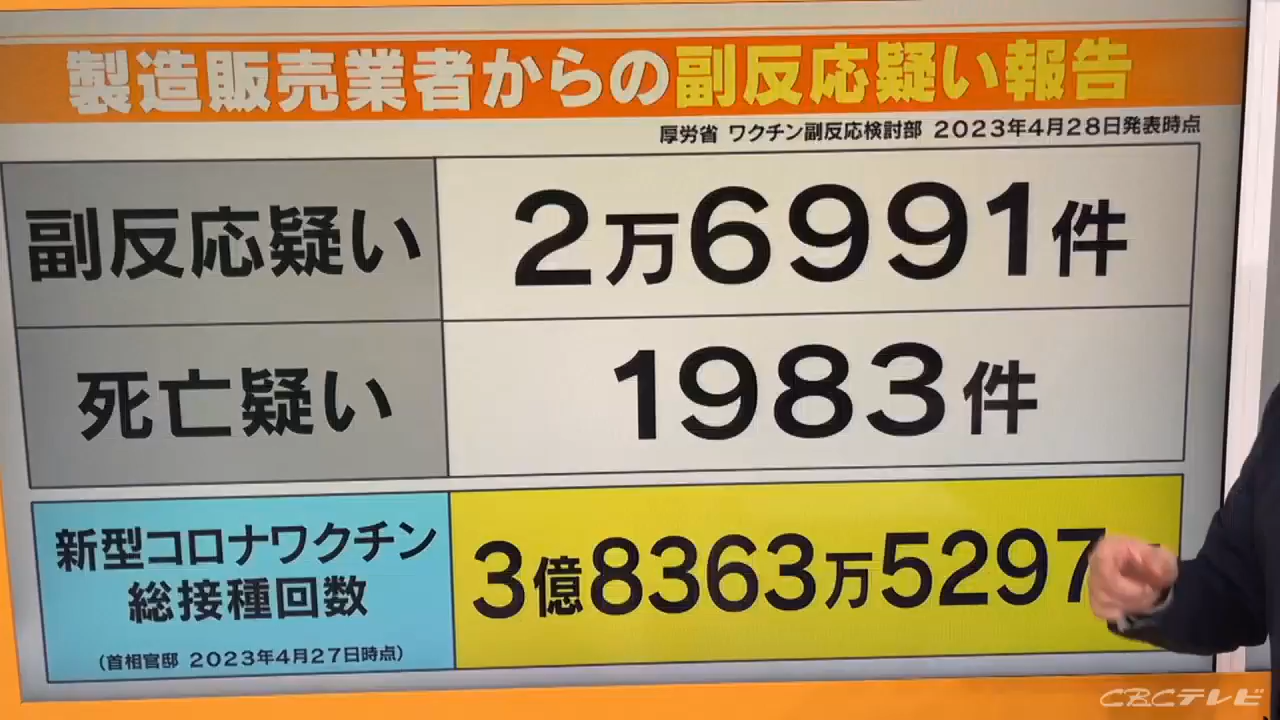 製造販売業者からの副反応疑い報告
厚労省 ワクチン副反応検討部 2023年4月28日発表時点
副反応疑い
2万6991件
死亡疑い
1983件
新型コロナワクチン
総接種回数
(首相官邸 2023年4月27日時点)
3億8363万5297
CBCテレビ